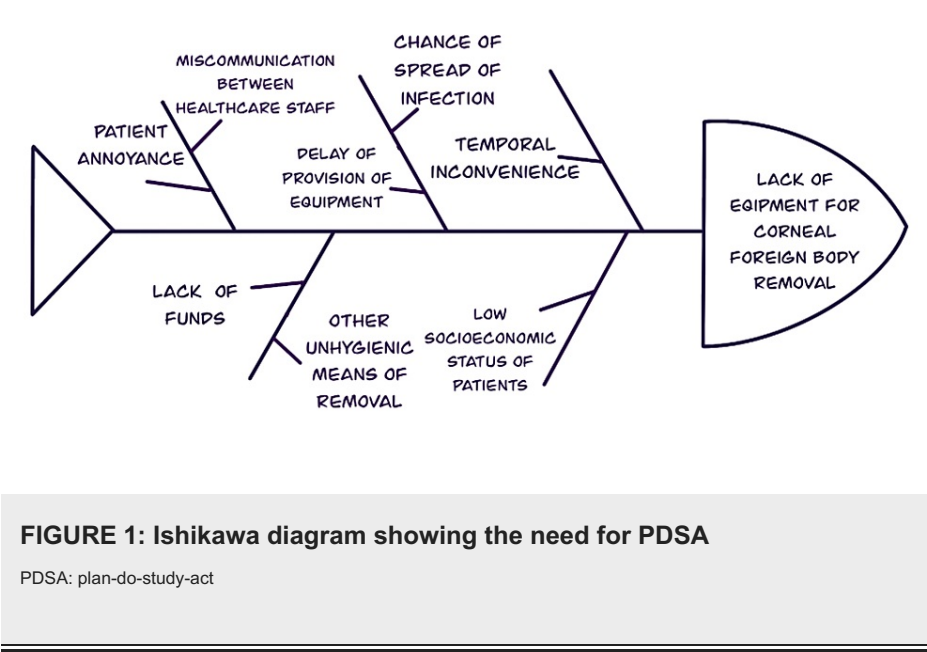 MISCOMMUNICATION
BETWEEN
HEALTHCARE STAFF
PATIENT
ANNOYANCE
CHANCE OF
SPREAD OF
INFECTION
DELAY OF
PROVISION OF
EQUIPMENT
TEMPORAL
INCONVENIENCE
LACK OF
EQIPMENT FOR
CORNEAL
FOREIGN BODY
REMOVAL
LACK OF
FUNDS
OTHER
UNHYGIENIC
MEANS OF
REMOVAL
LOW
SOCIOECONOMIC
STATUS OF
PATIENTS
FIGURE 1: Ishikawa diagram showing the need for PDSA
PDSA: plan-do-study-act